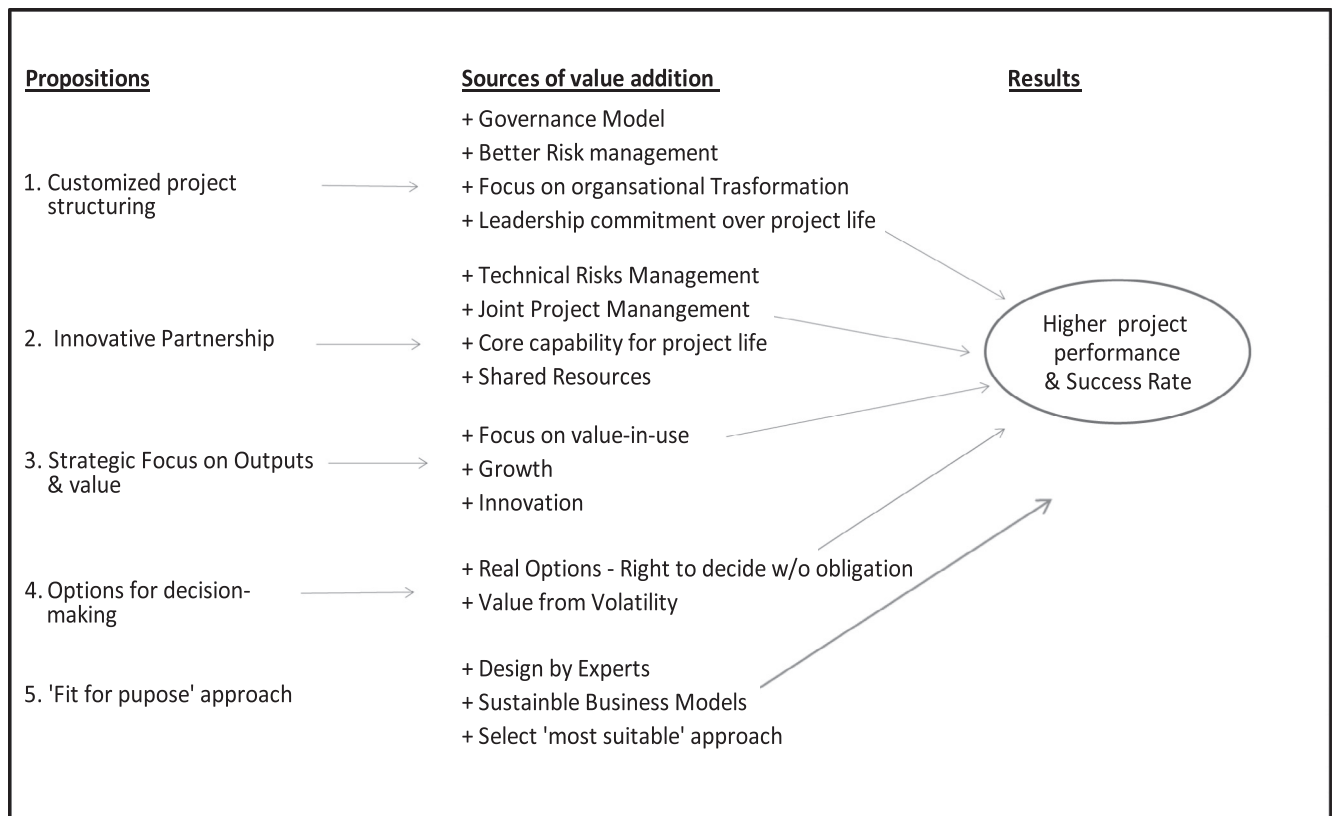 Propositions
Sources of value addition
Results
1. Customized project
structuring
+ Governance Model
+ Better Risk management
+ Focus on organsational Trasformation
+ Leadership commitment over project life
2. Innovative Partnership
+ Technical Risks Management
+ Joint Project Manangement
+ Core capability for project life
+ Shared Resources
3. Strategic Focus on Outputs
& value
+ Focus on value-in-use
+ Growth
+ Innovation
4. Options for decision-
making
+ Real Options - Right to decide w/o obligation
+ Value from Volatility
5. 'Fit for pupose' approach
+ Design by Experts
+ Sustainble Business Models
+ Select 'most suitable' approach
Higher project
performance
& Success Rate